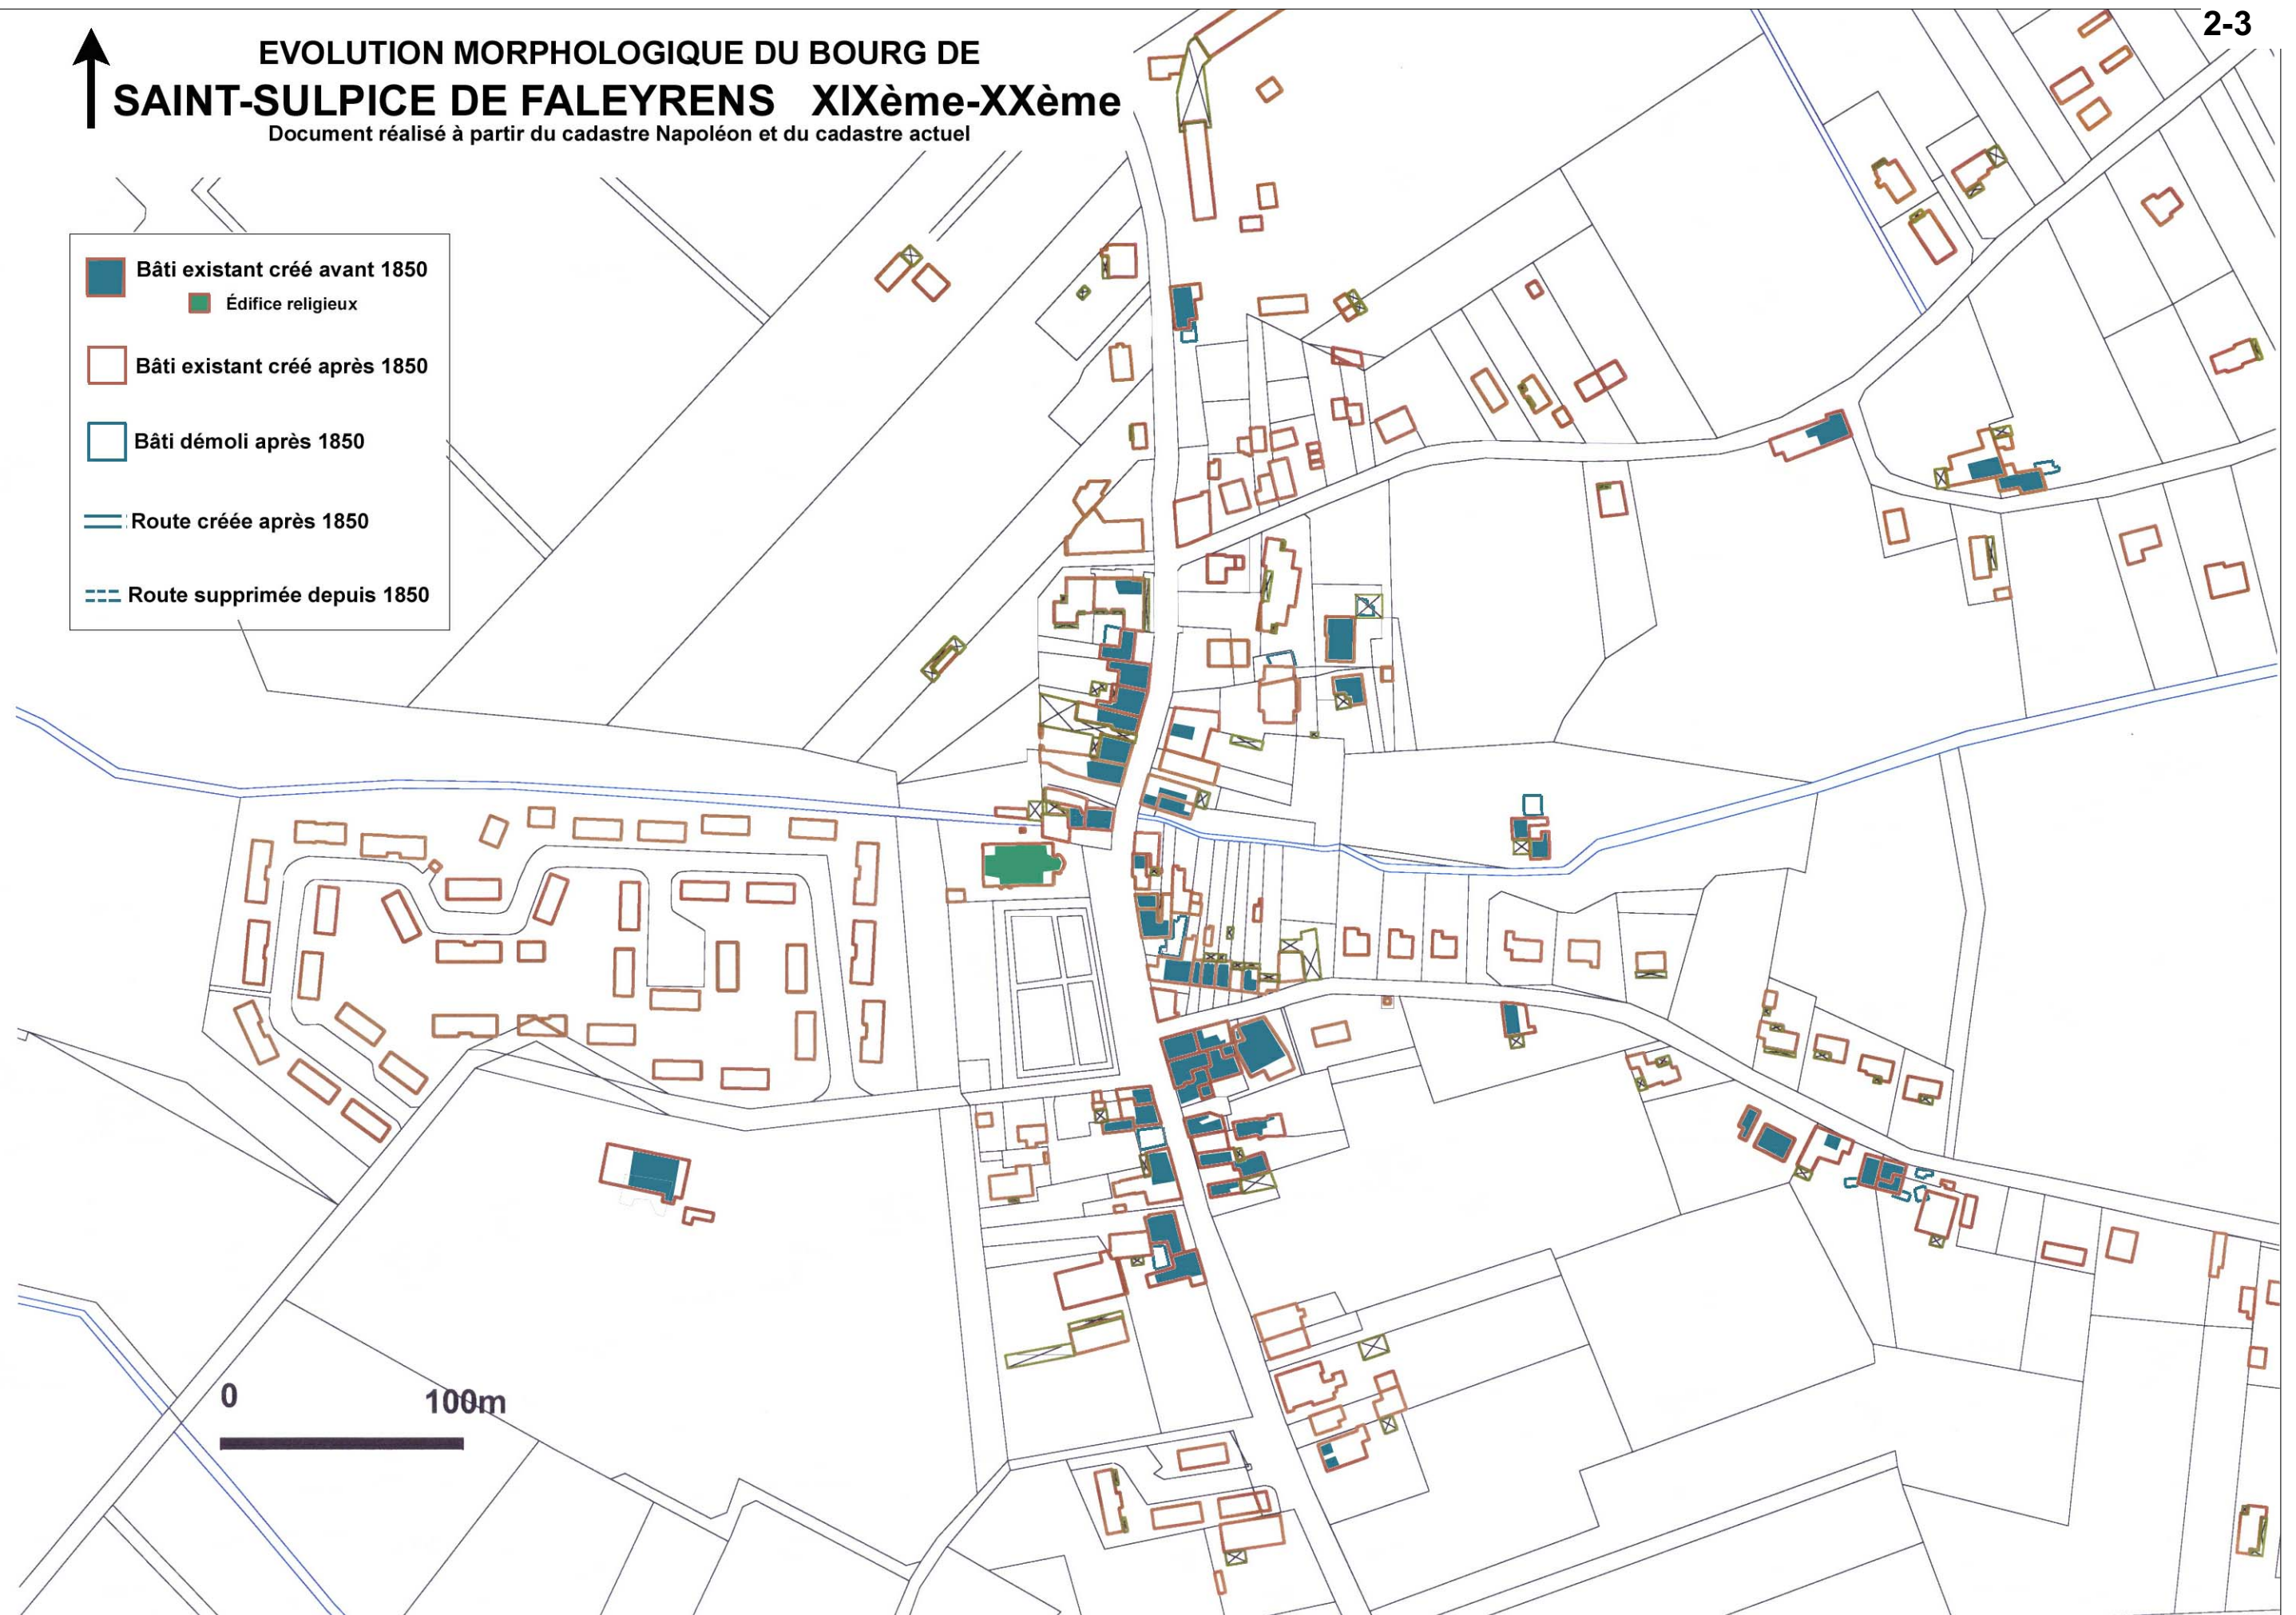 2-3
EVOLUTION MORPHOLOGIQUE DU BOURG DE
SAINT-SULPICE DE FALEYRENS XIXème-XXème
Document réalisé à partir du cadastre Napoléon et du cadastre actuel
Bâti existant créé avant 1850
Édifice religieux
Bâti existant créé après 1850
Bâti démoli après 1850
Route créée après 1850
Route supprimée depuis 1850
0 100m